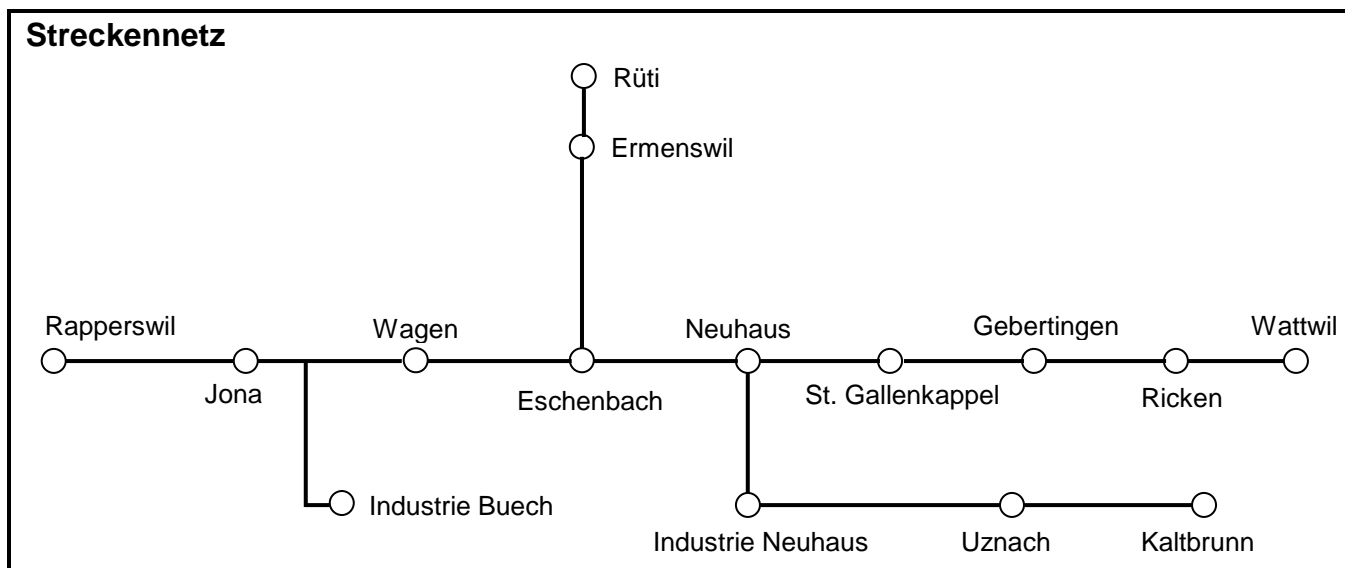 Streckennetz
Rüti
Ermenswil
Rapperswil
Wagen
Neuhaus
Gebertingen
Wattwil
Jona
Eschenbach
St. Gallenkappel
Ricken
Industrie Buech
Industrie Neuhaus
Uznach
Kaltbrunn